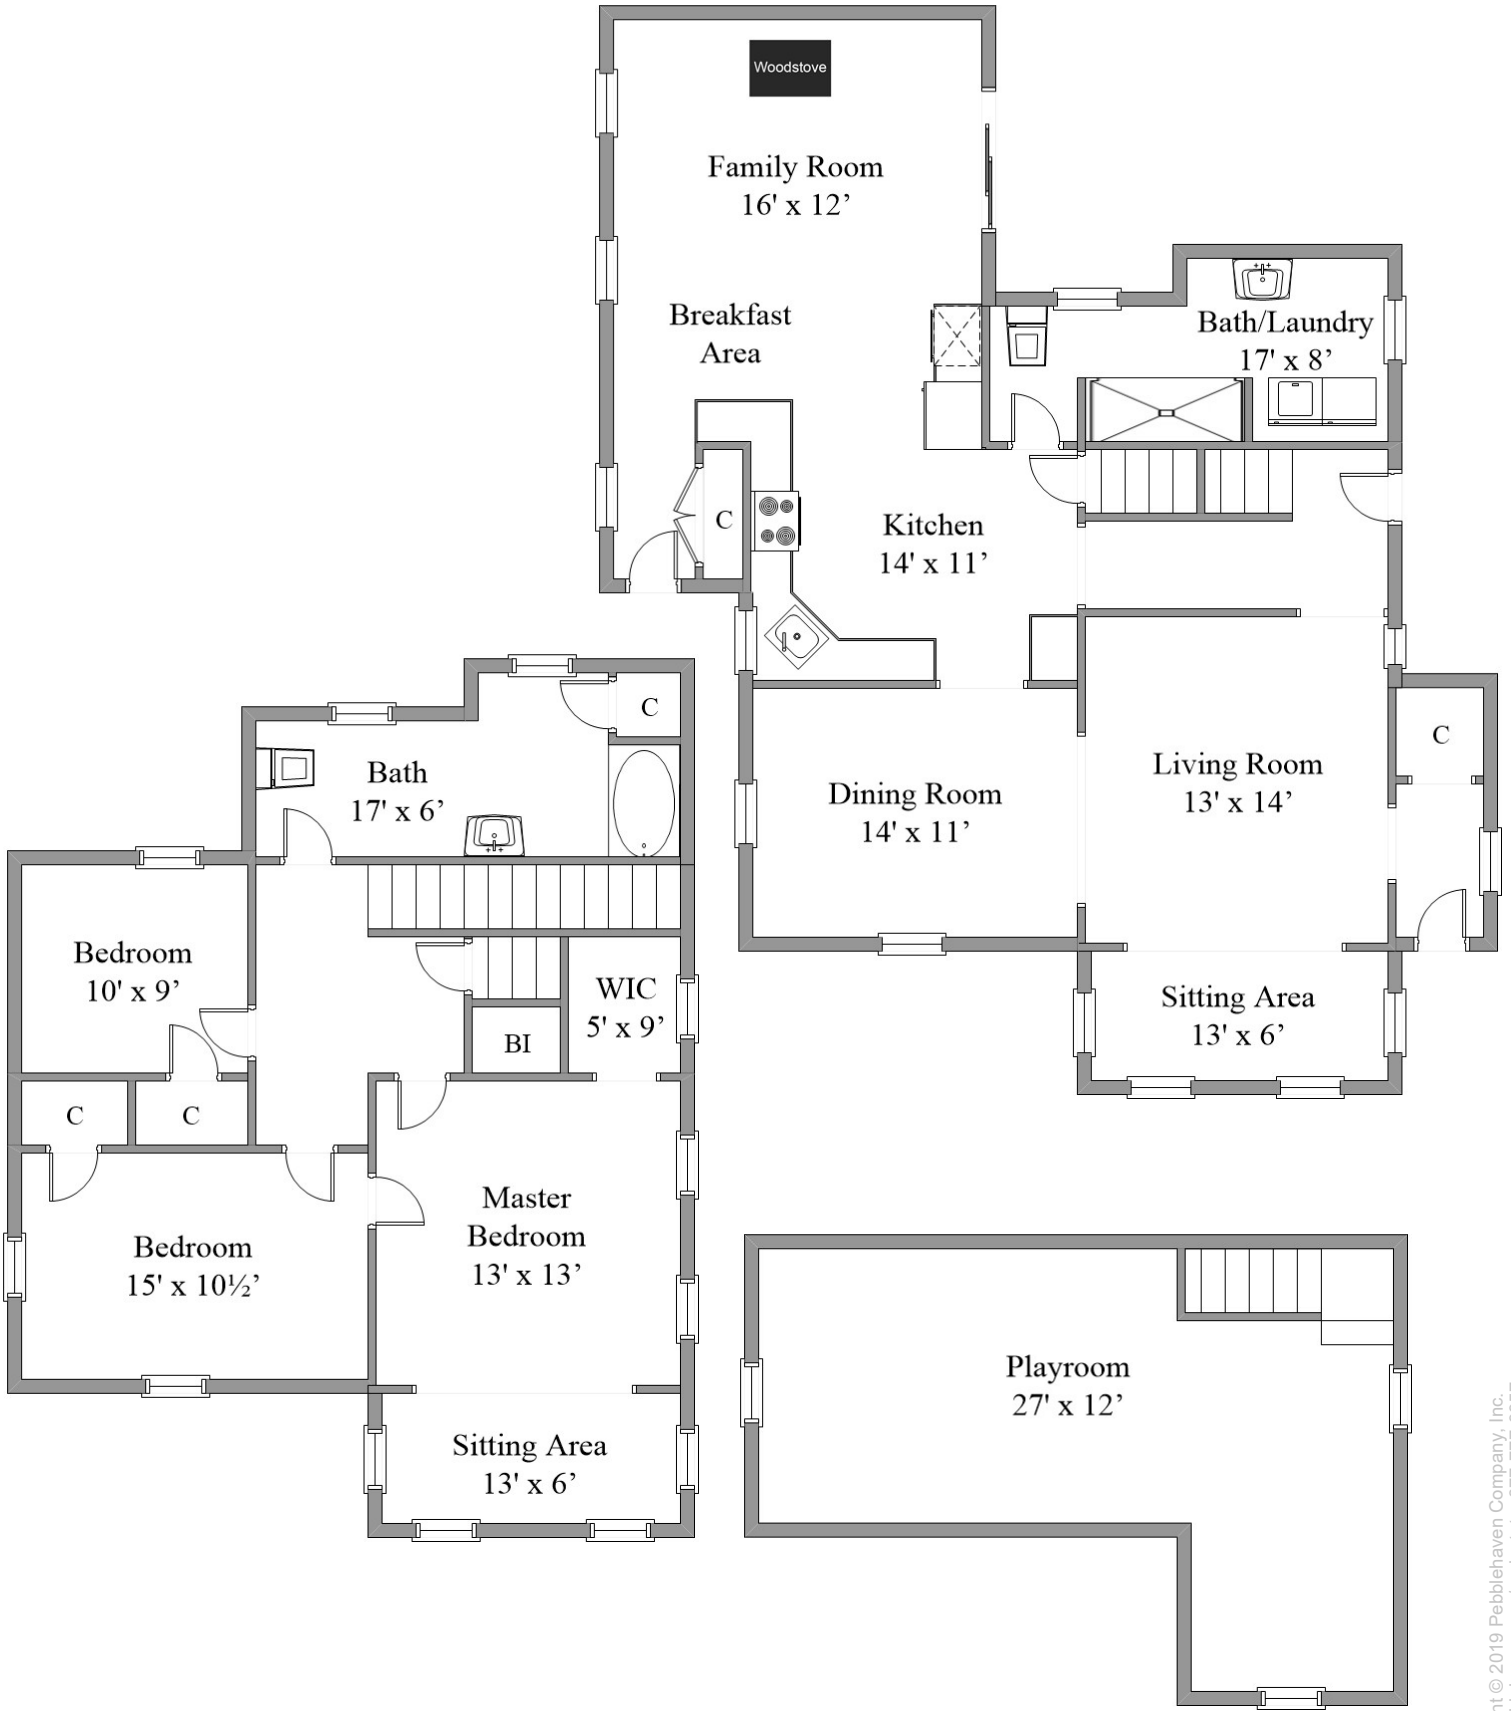 Woodstove
Family Room
16' x 12’
Breakfast
Area
Bath/Laundry
17' x 8’
C
Kitchen
14' x 11’
C
Living Room
13' x 14’
Dining Room
14' x 11’
Sitting Area
13' x 6’
C
Bath
17' x 6’
Bedroom
10' x 9’
WIC
5' x 9’
BI
C
C
Master
Bedroom
13' x 13’
Bedroom
15' x 10½’
Sitting Area
13' x 6’
Playroom
27' x 12’
© 2019 Pebblehaven Company, Inc.